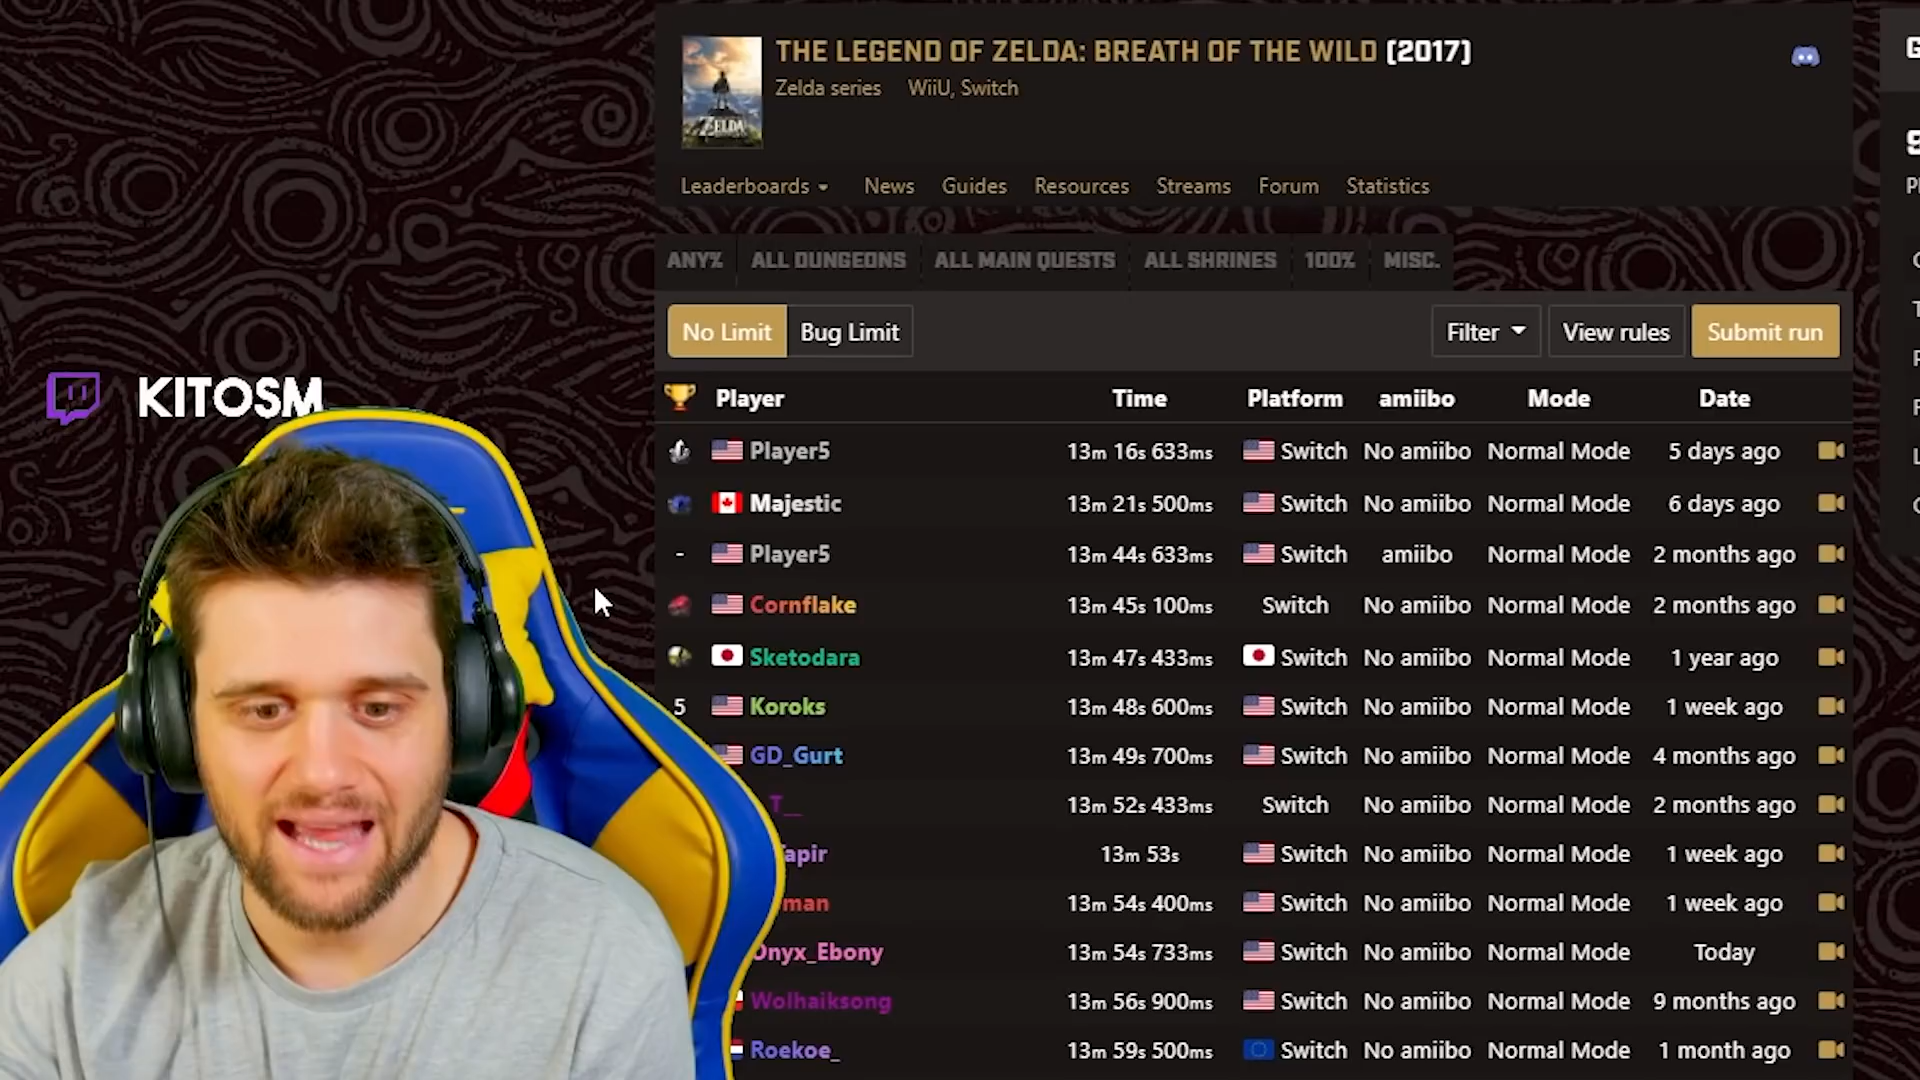 THE LEGEND OF ZELDA: BREATH OF THE WILD (2017)
Zelda series WiiU, Switch
ZELDA
Leaderboards News Guides Resources Streams Forum Statistics
ANY% ALL DUNGEONS ALL MAIN QUESTS ALL SHRINES 100% MISC.
No Limit Bug Limit Filter View rules Submit run
KITOSM
Player Time Platform amiibo Mode Date
Player5 13m 16s 633ms Switch No amiibo Normal Mode 5 days ago
Majestic 13m 21s 500ms Switch No amiibo Normal Mode 6 days ago
- Player5 13m 44s 633ms Switch amiibo Normal Mode 2 months ago
Cornflake 13m 45s 100ms Switch No amiibo Normal Mode 2 months ago
Sketodara 13m 47s 433ms Switch No amiibo Normal Mode 1 year ago
5 Koroks 13m 48s 600ms Switch No amiibo Normal Mode 1 week ago
GD_Gurt 13m 49s 700ms Switch No amiibo Normal Mode 4 months ago
T__ 13m 52s 433ms Switch No amiibo Normal Mode 2 months ago
apir 13m 53s Switch No amiibo Normal Mode 1 week ago
man 13m 54s 400ms Switch No amiibo Normal Mode 1 week ago
Onyx_Ebony 13m 54s 733ms Switch No amiibo Normal Mode Today
Wolhaiksong 13m 56s 900ms Switch No amiibo Normal Mode 9 months ago
Roekoe_ 13m 59s 500ms Switch No amiibo Normal Mode 1 month ago